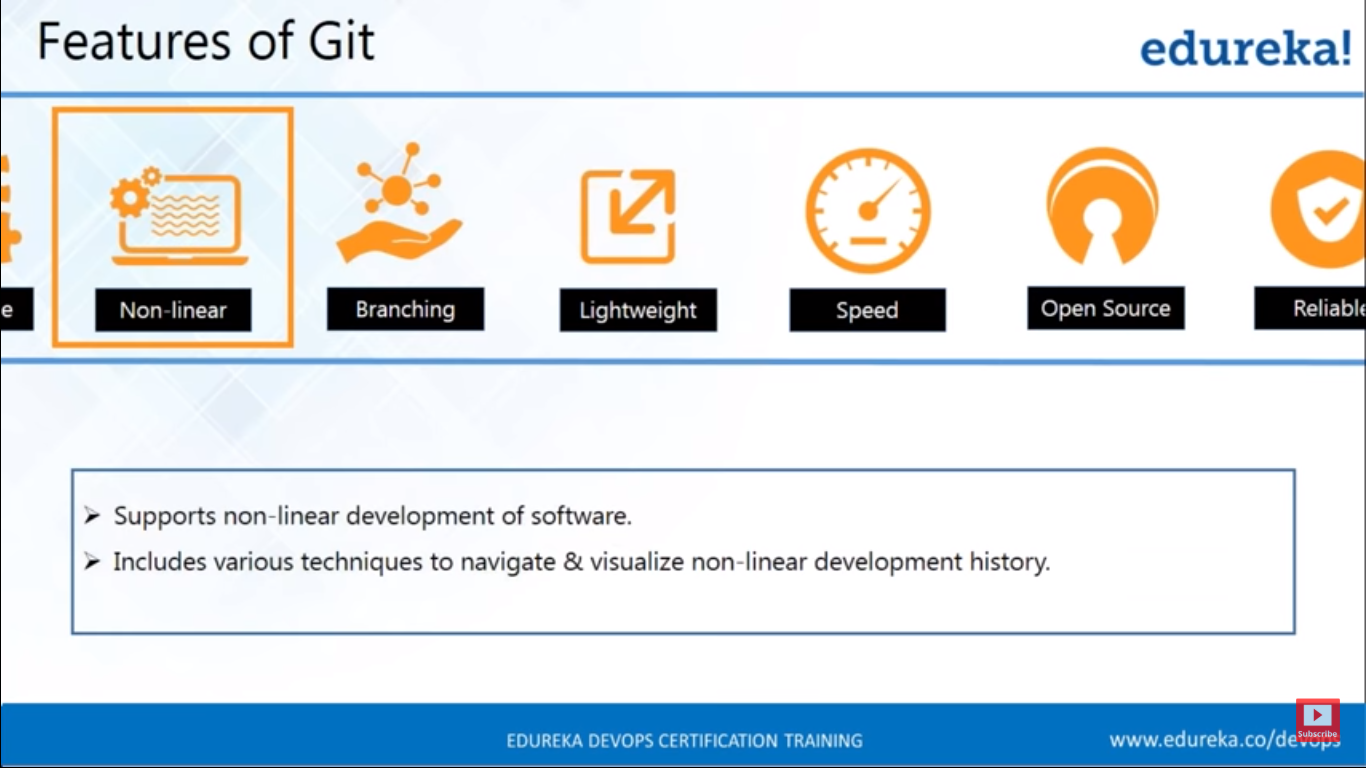 Features of Git
edureka!
e
Non-linear
Branching
Lightweight
Speed
Open Source
Reliable
Supports non-linear development of software.
Includes various techniques to navigate & visualize non-linear development history.
EDUREKA DEVOPS CERTIFICATION TRAINING
www.edureka.co/devops
Subscribe